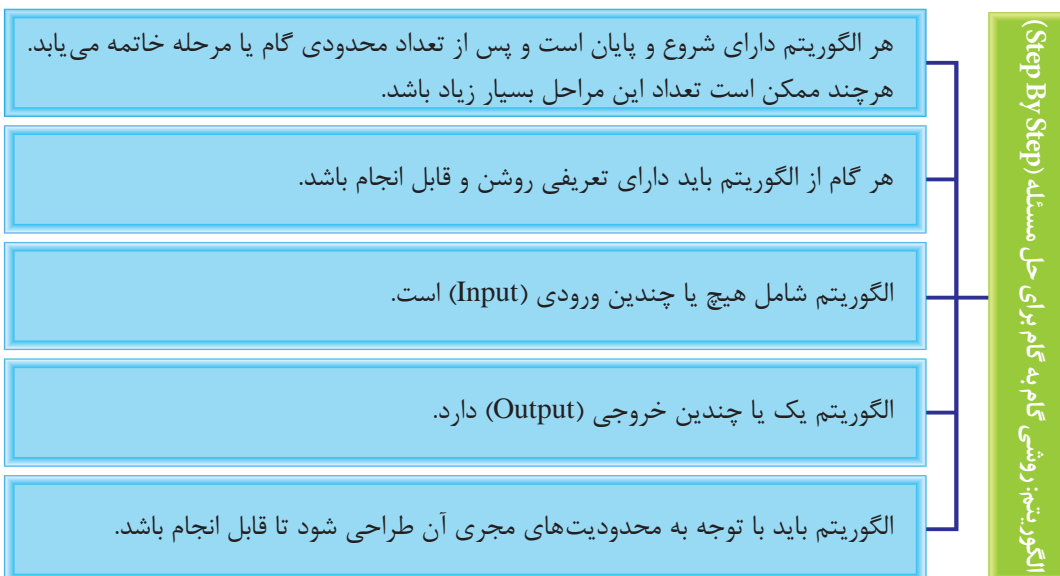 الگوریتم: روشی گام به گام برای حل مسئله (Step By Step)
هر الگوریتم دارای شروع و پایان است و پس از تعداد محدودی گام یا مرحله خاتمه می‌یابد.
هرچند ممکن است تعداد این مراحل بسیار زیاد باشد.
هر گام از الگوریتم باید دارای تعریفی روشن و قابل انجام باشد.
الگوریتم شامل هیچ یا چندین ورودی (Input) است.
الگوریتم یک یا چندین خروجی (Output) دارد.
الگوریتم باید با توجه به محدودیت‌های مجری آن طراحی شود تا قابل انجام باشد.